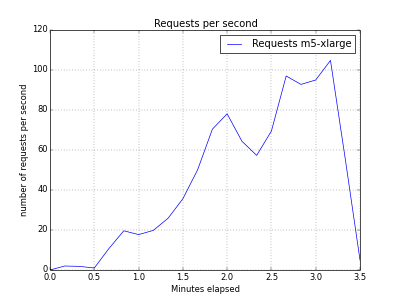 Requests per second
Requests m5-xlarge
120
100
80
60
40
20
0
number of requests per second
0.0 0.5 1.0 1.5 2.0 2.5 3.0 3.5
Minutes elapsed